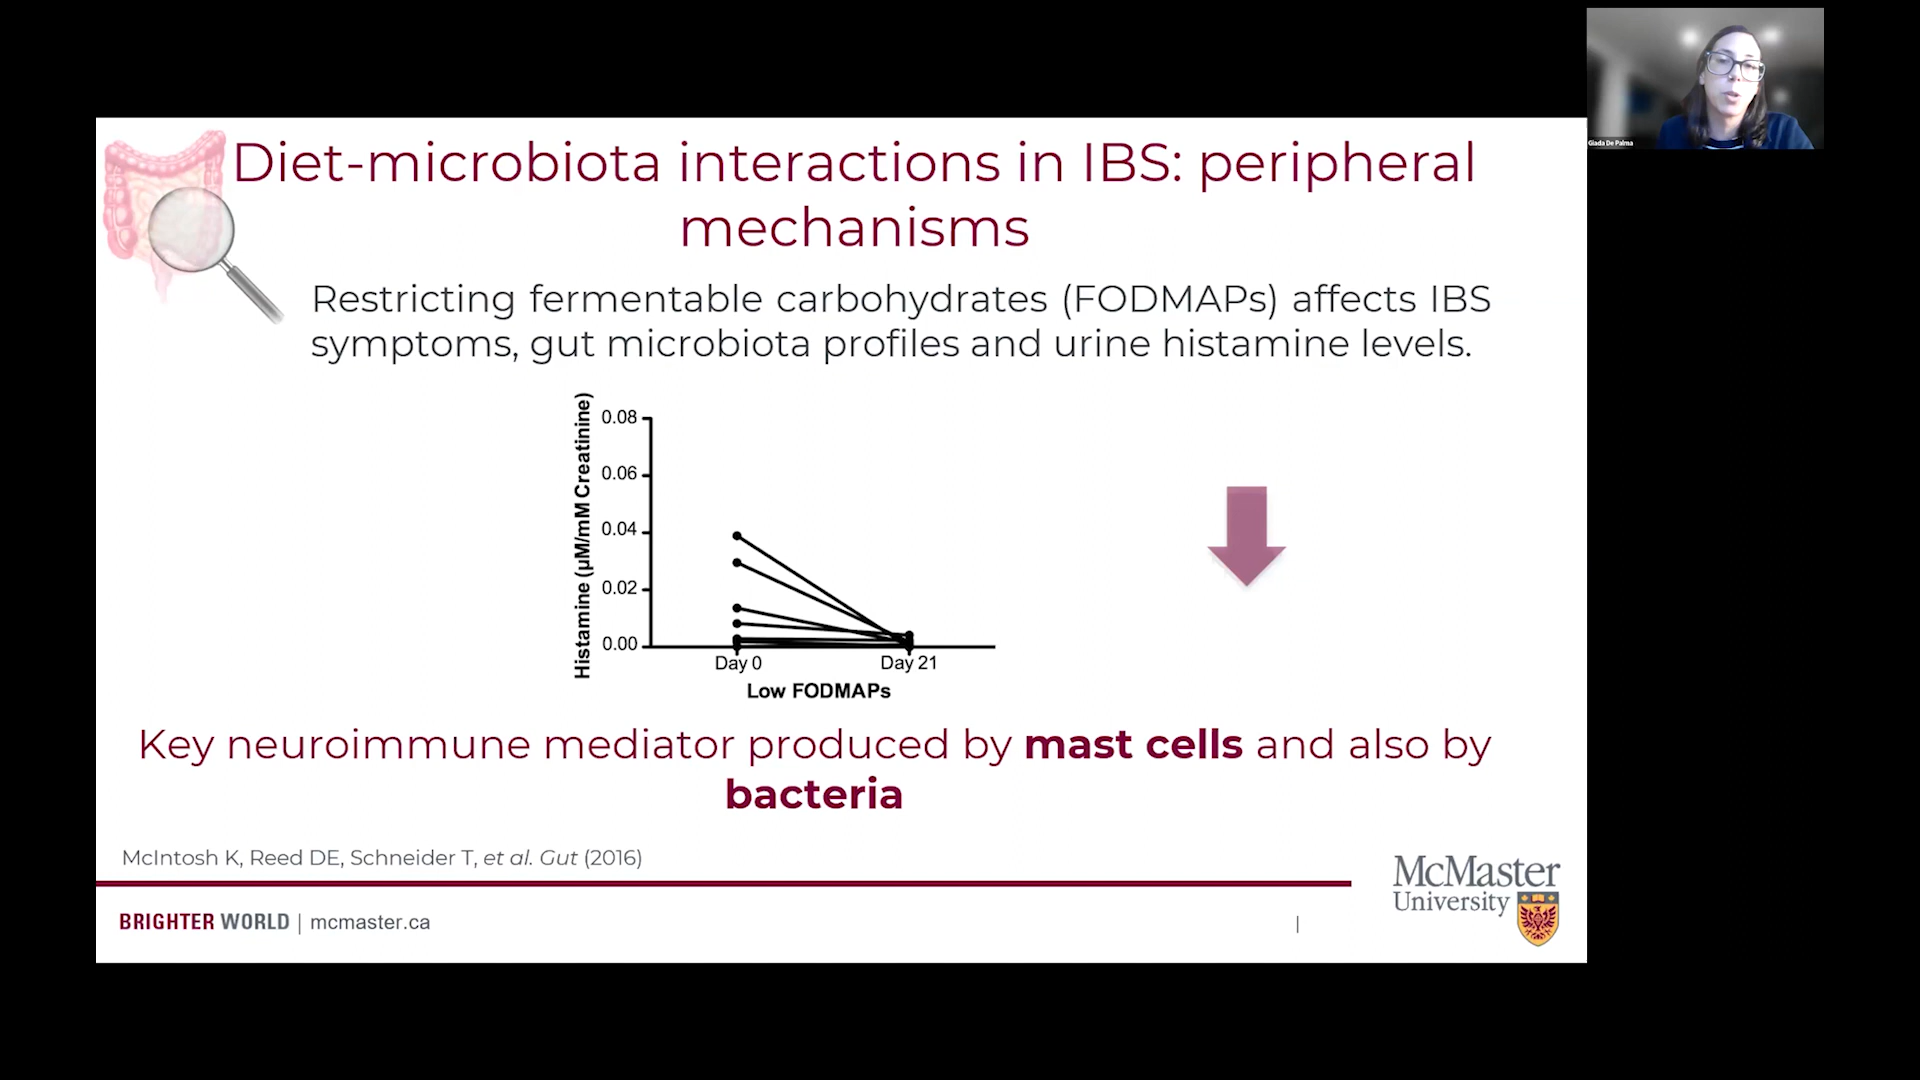 Giada De Palma
Diet-microbiota interactions in IBS: peripheral
mechanisms
Restricting fermentable carbohydrates (FODMAPs) affects IBS
symptoms, gut microbiota profiles and urine histamine levels.
Histamine (µM/mM Creatinine)
0.08
0.06
0.04
0.02
0.00
Day 0
Day 21
Low FODMAPs
Key neuroimmune mediator produced by mast cells and also by
bacteria
McIntosh K, Reed DE, Schneider T, et al. Gut (2016)
BRIGHTER WORLD | mcmaster.ca
|
McMaster
University